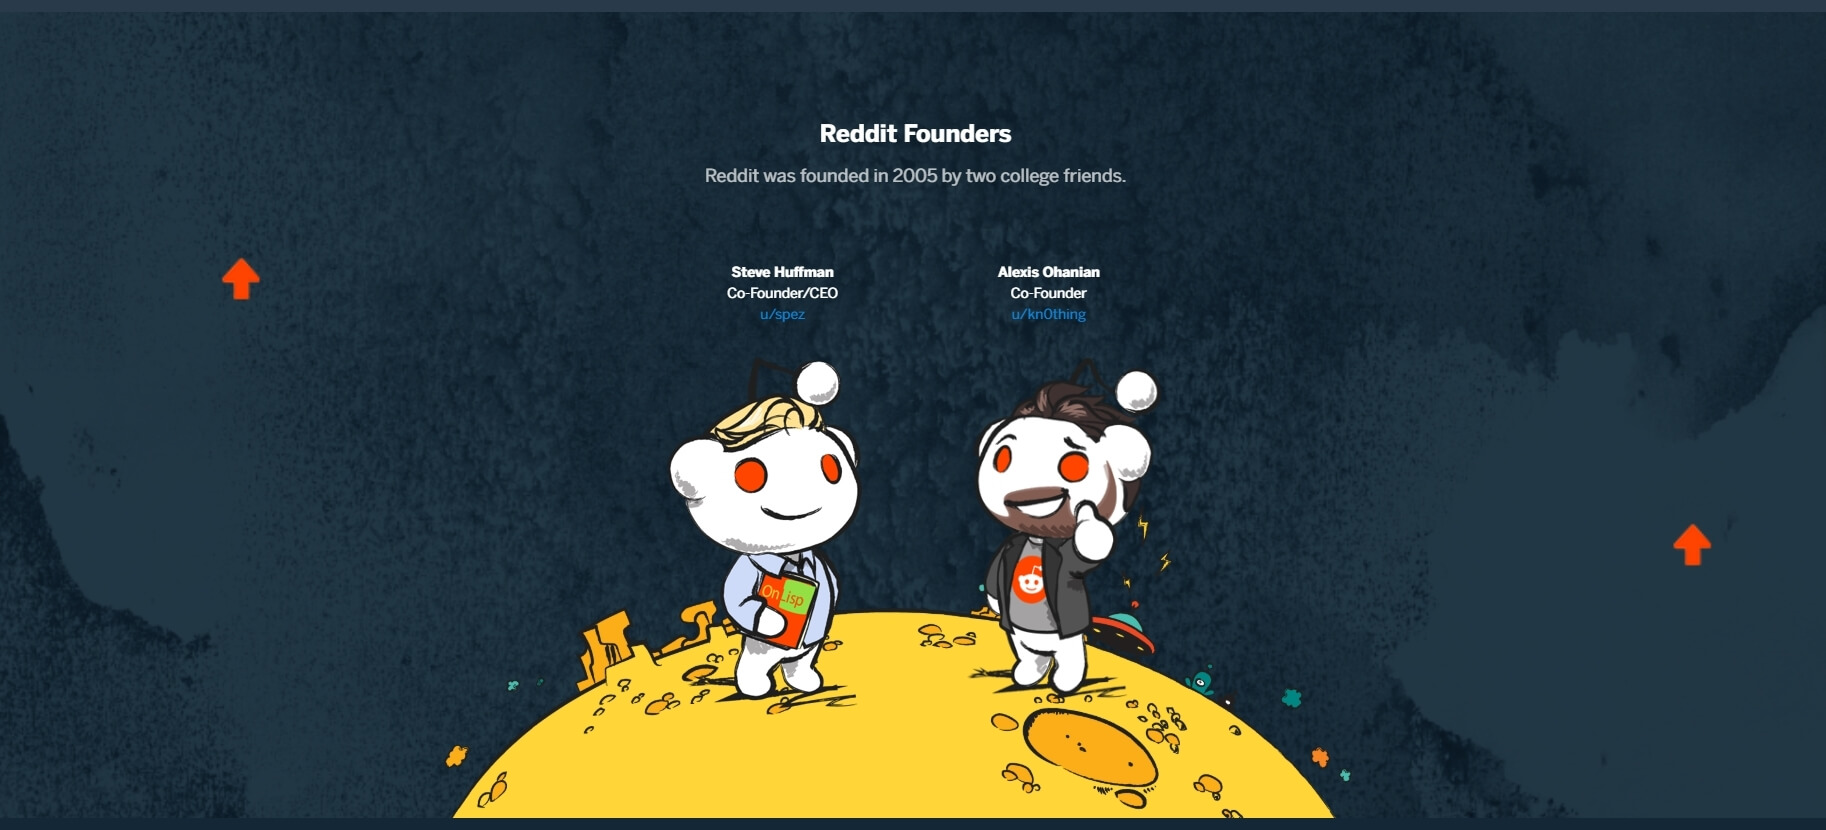 Reddit Founders
Reddit was founded in 2005 by two college friends.
Steve Huffman
Co-Founder/CEO
u/spez
Alexis Ohanian
Co-Founder
u/kn0thing
On Lisp